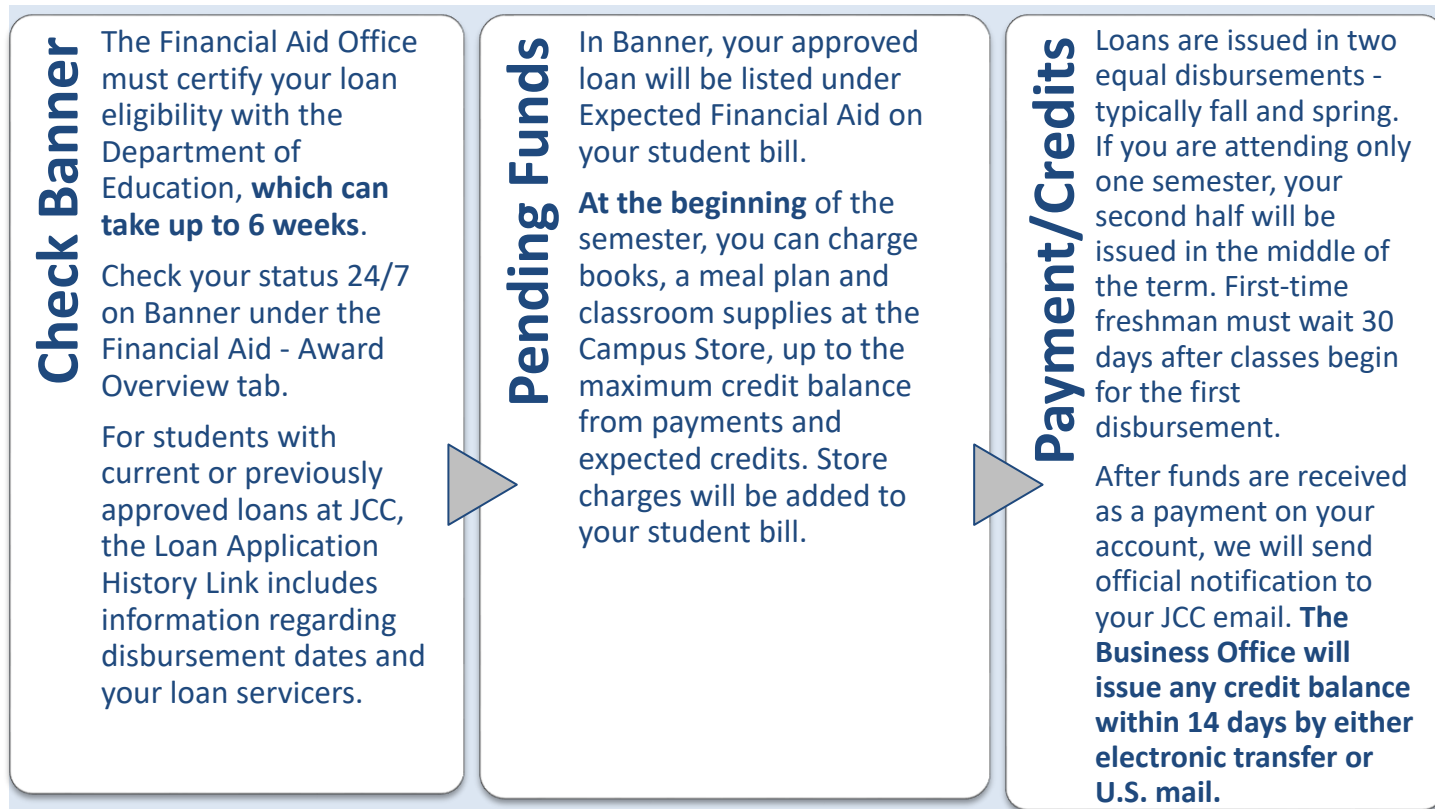 Check Banner
The Financial Aid Office
must certify your loan
eligibility with the
Department of
Education, which can
take up to 6 weeks.
Check your status 24/7
on Banner under the
Financial Aid - Award
Overview tab.
For students with
current or previously
approved loans at JCC,
the Loan Application
History Link includes
information regarding
disbursement dates and
your loan servicers.
Pending Funds
In Banner, your approved
loan will be listed under
Expected Financial Aid on
your student bill.
At the beginning of the
semester, you can charge
books, a meal plan and
classroom supplies at the
Campus Store, up to the
maximum credit balance
from payments and
expected credits. Store
charges will be added to
your student bill.
Payment/Credits
Loans are issued in two
equal disbursements -
typically fall and spring.
If you are attending only
one semester, your
second half will be
issued in the middle of
the term. First-time
freshman must wait 30
days after classes begin
for the first
disbursement.
After funds are received
as a payment on your
account, we will send
official notification to
your JCC email. The
Business Office will
issue any credit balance
within 14 days by either
electronic transfer or
U.S. mail.